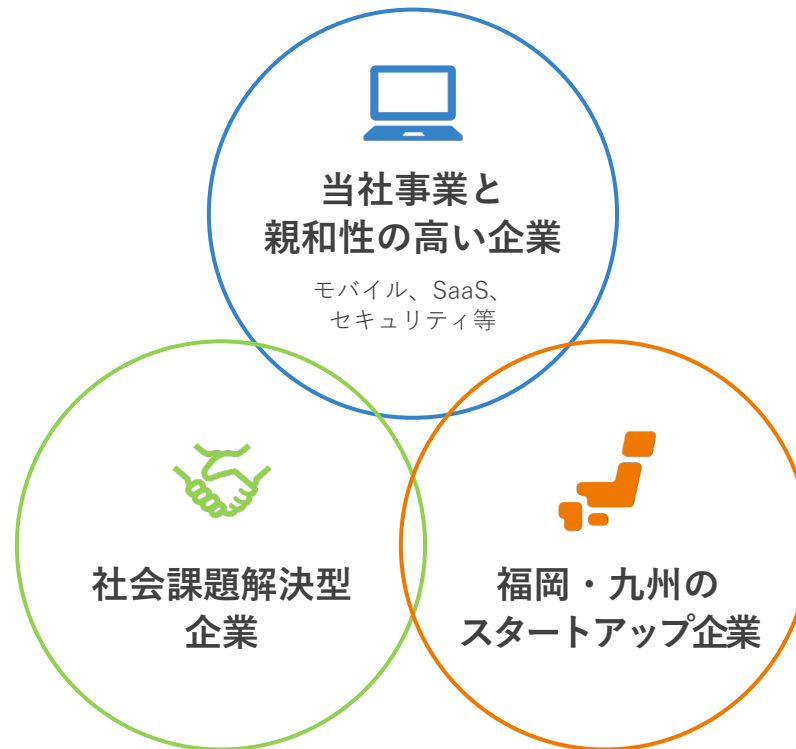 当社事業と
親和性の高い企業
モバイル、SaaS、
セキュリティ等
社会課題解決型
企業
福岡・九州の
スタートアップ企業